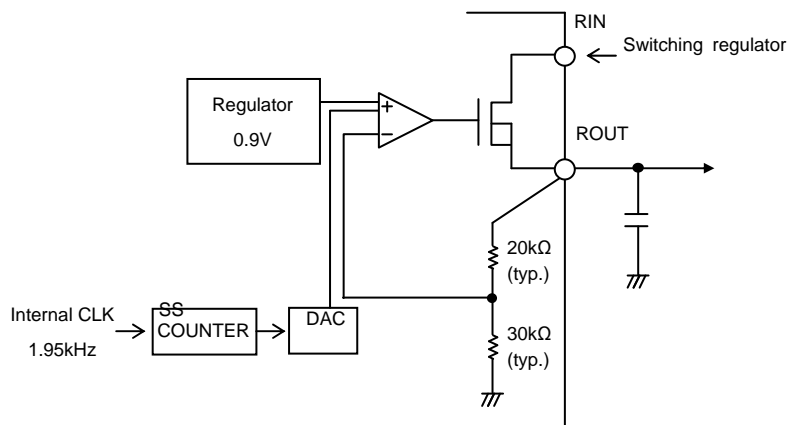 RIN
Switching regulator
Regulator
0.9V
+
−
ROUT
20kΩ
(typ.)
Internal CLK
1.95kHz
SS
COUNTER
DAC
30kΩ
(typ.)